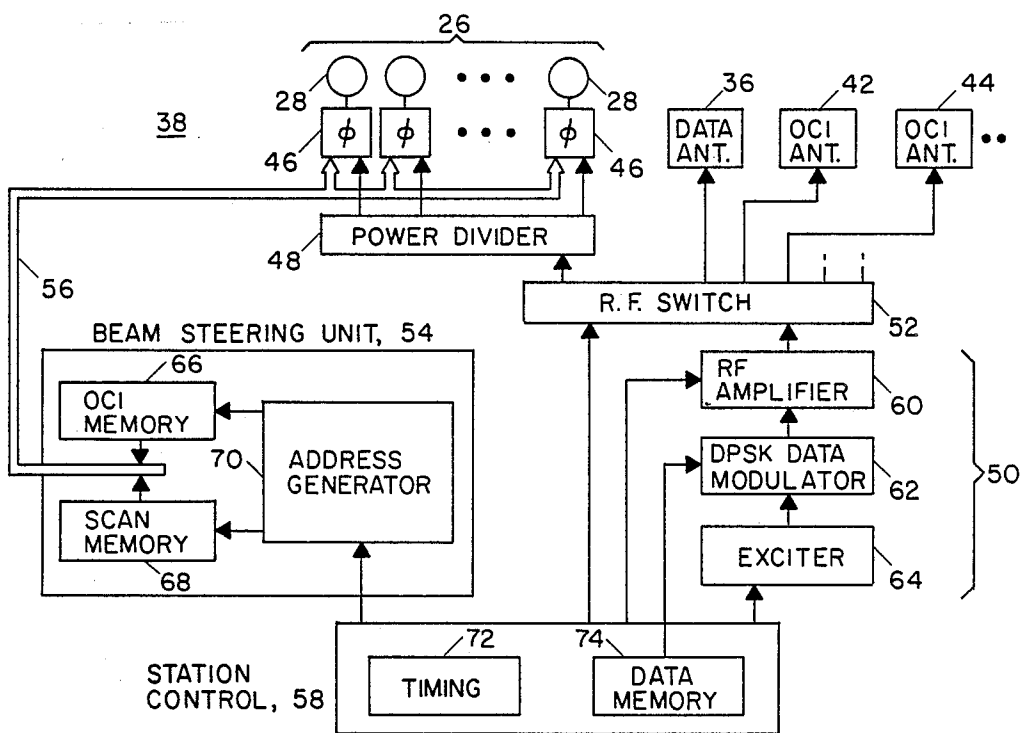 26
28
28
36
42
44
38
46
ϕ
ϕ
ϕ
46
DATA
ANT.
OCI
ANT.
OCI
ANT.
48
POWER DIVIDER
56
R.F. SWITCH
52
BEAM STEERING UNIT, 54
66
OCI
MEMORY
70
ADDRESS
GENERATOR
SCAN
MEMORY
68
RF
AMPLIFIER
60
DPSK DATA
MODULATOR
62
50
EXCITER
64
STATION
CONTROL, 58
72
TIMING
74
DATA
MEMORY